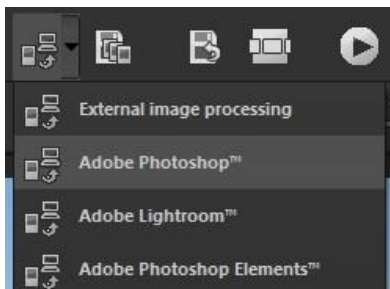 External image processing
Adobe Photoshop™
Adobe Lightroom™
Adobe Photoshop Elements™